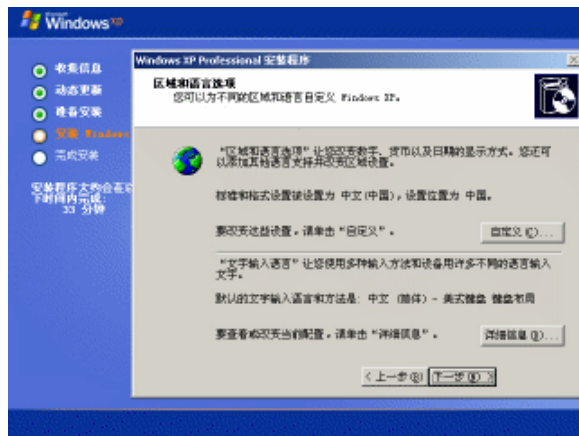 Windows xp
收集信息
动态更新
准备安装
安装 Windows
完成安装
安装程序大约会在
下时间内完成:
33 分钟
Windows XP Professional 安装程序
区域和语言选项
您可以为不同的区域和语言自定义 Windows XP。
“区域和语言选项”让您改变数字、货币以及日期的显示方式。您还可
以添加其他语言支持并改变区域设置。
标准和格式设置被设置为 中文(中国)，设置位置为 中国。
要改变这些设置，请单击“自定义”。
自定义(C)...
“文字输入语言”让您使用多种输入方法和设备用许多不同的语言输入
文字。
默认的文字输入语言和方法是: 中文 (简体) - 美式键盘 键盘布局
要查看或改变当前配置，请单击“详细信息”。
详细信息(D)...
<上一步(B)
下一步(N)>